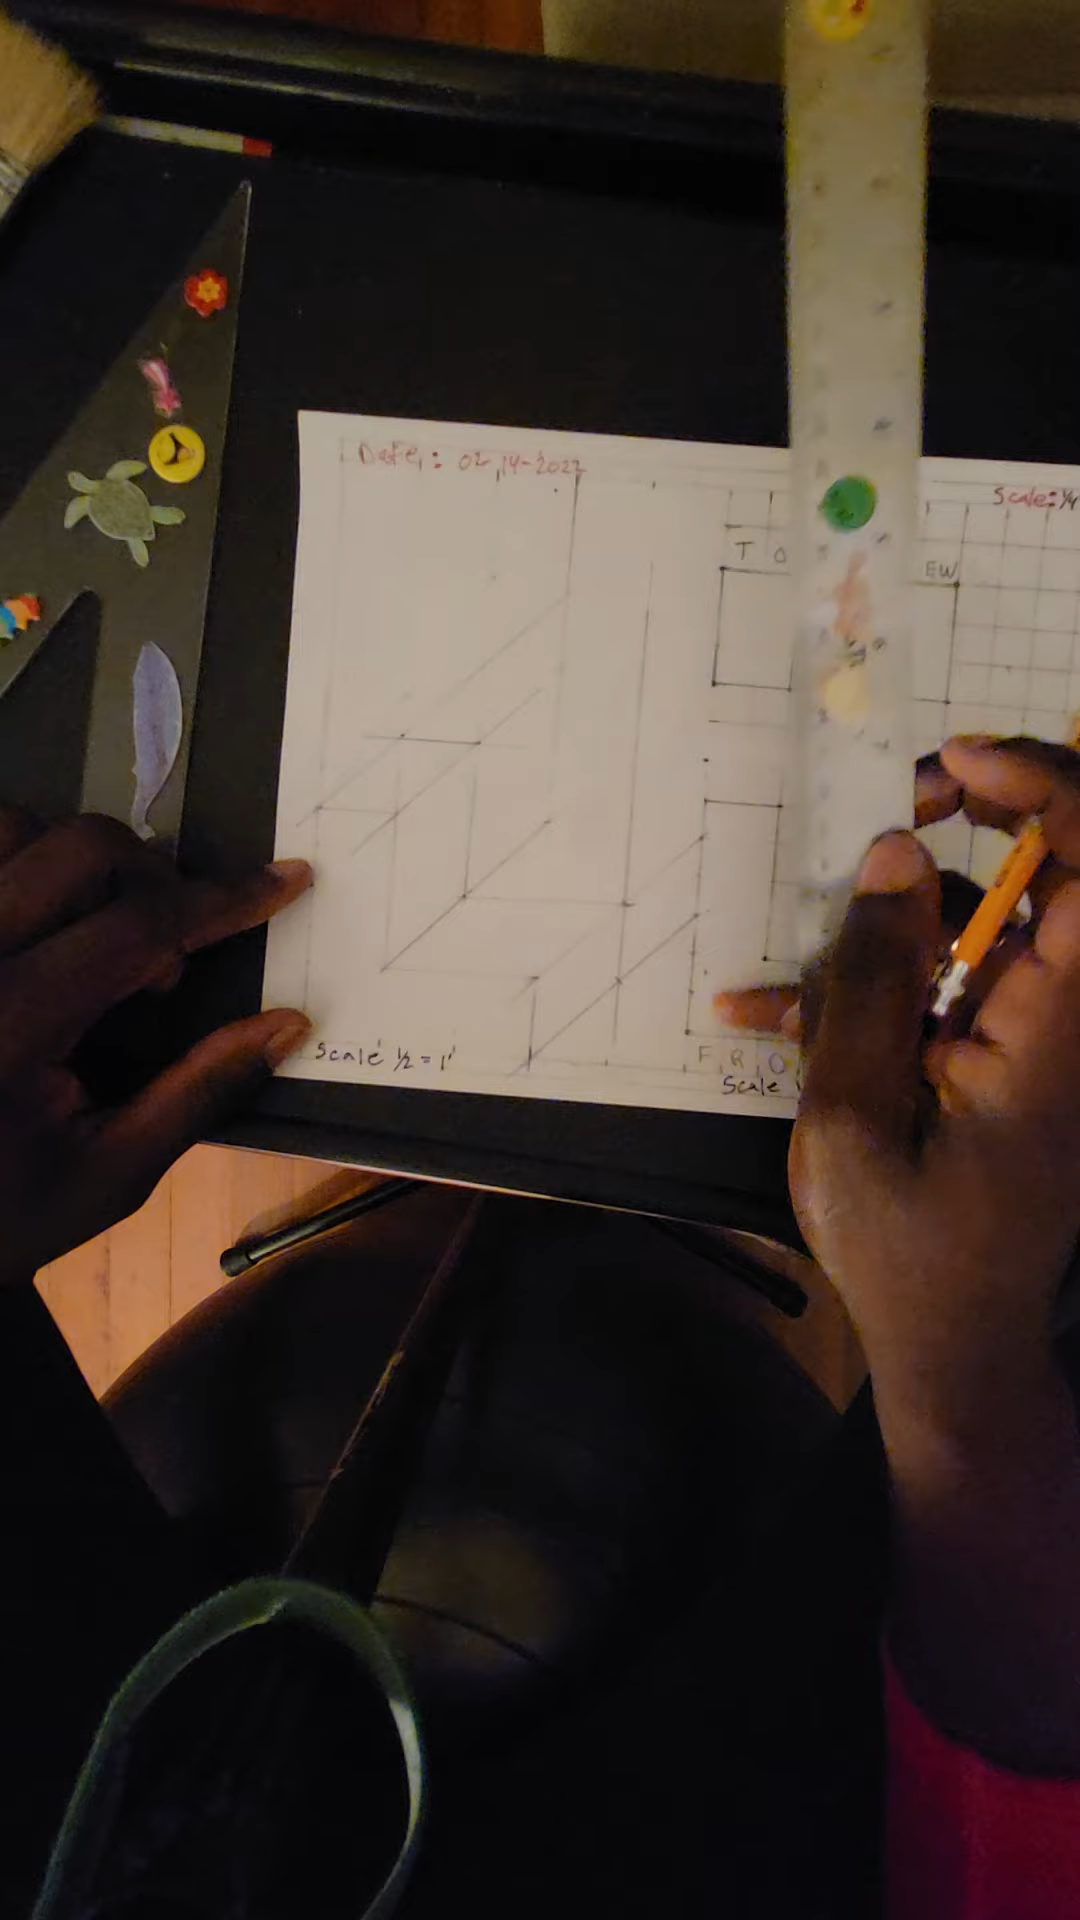 Date: 02,14-2022
Scale: 1/4
T O
EW
Scale 1/2 = 1'
F R O
Scale